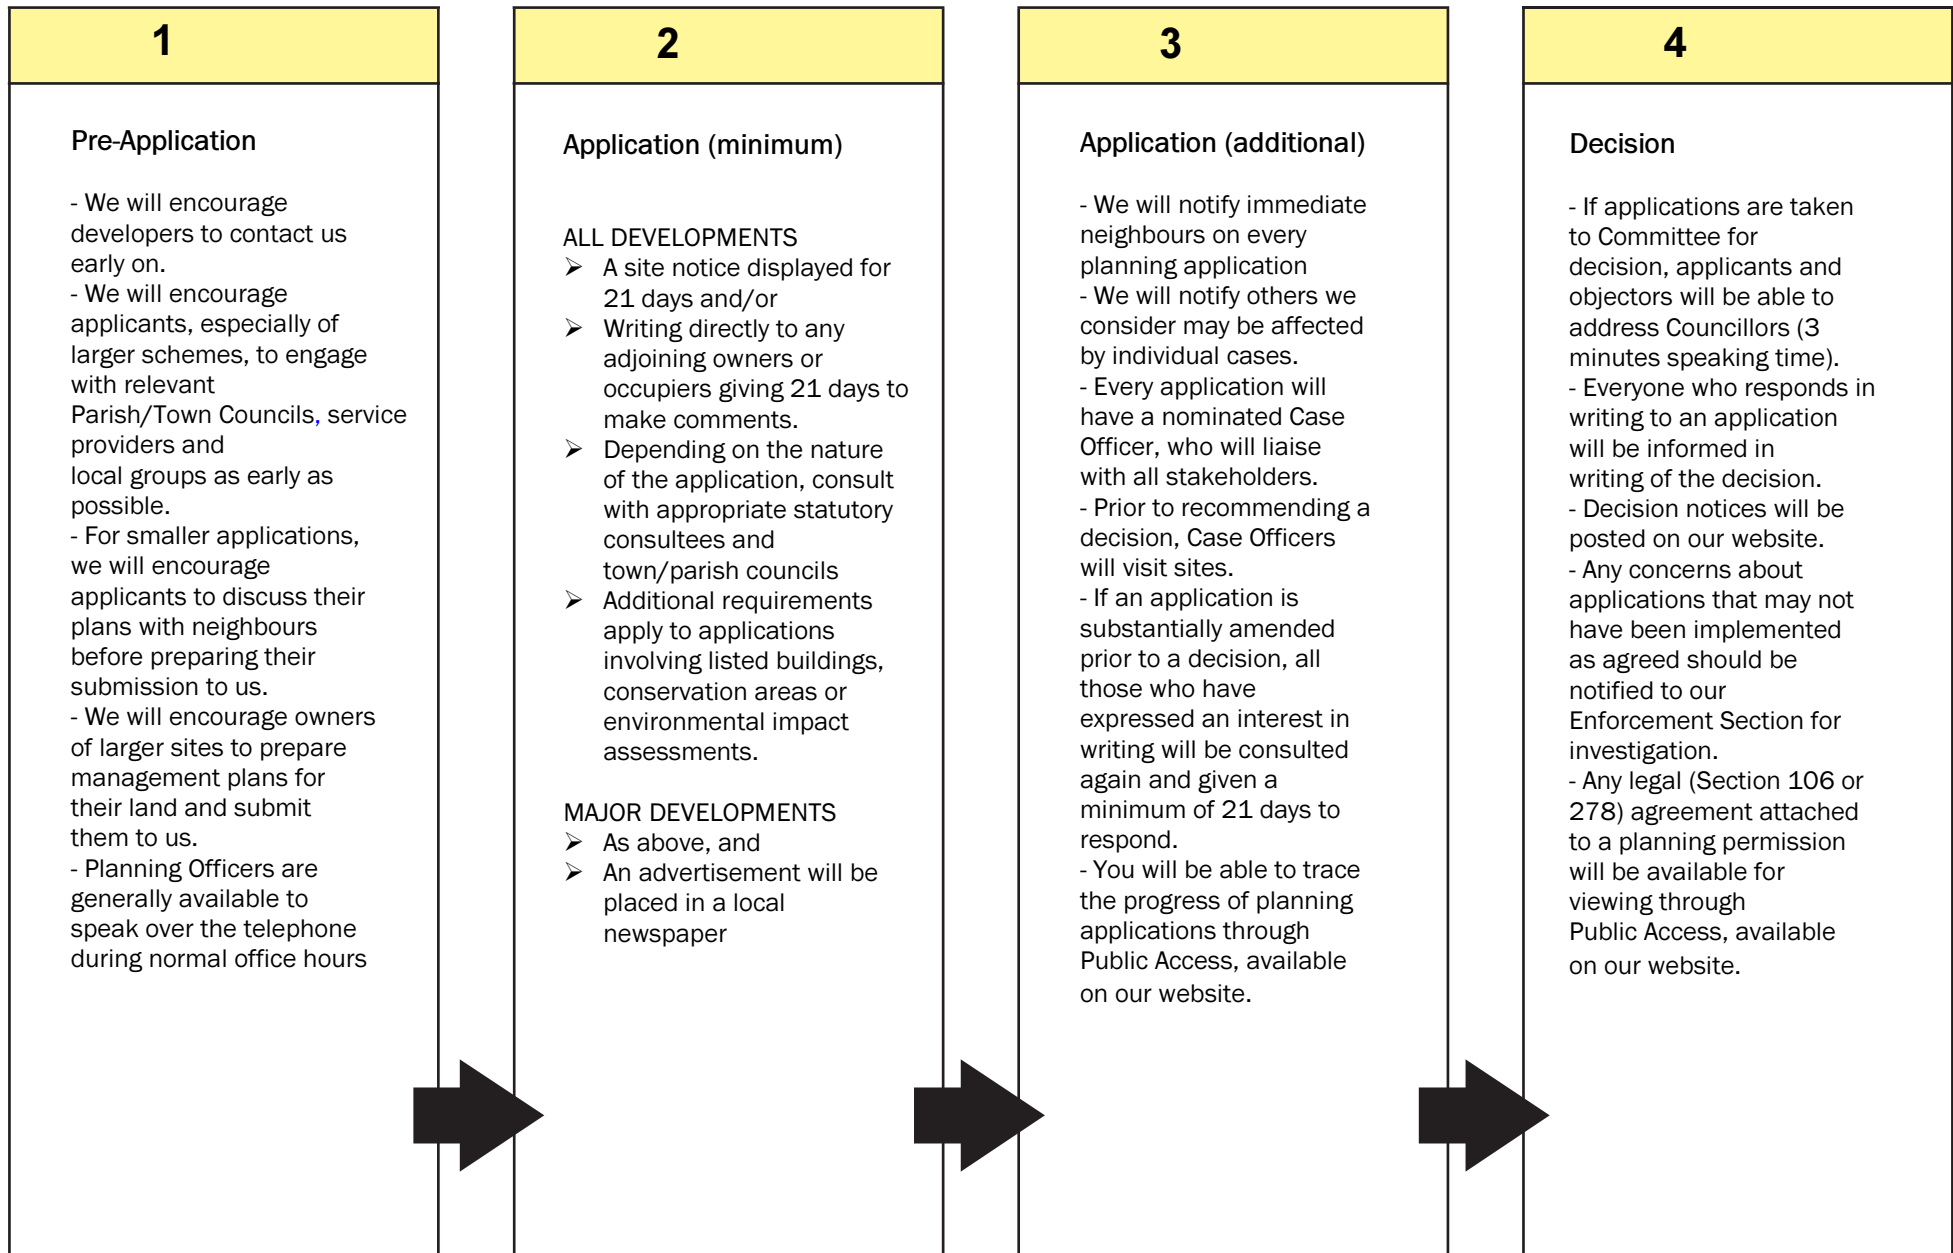 1
Pre-Application
- We will encourage
developers to contact us
early on.
- We will encourage
applicants, especially of
larger schemes, to engage
with relevant
Parish/Town Councils, service
providers and
local groups as early as
possible.
- For smaller applications,
we will encourage
applicants to discuss their
plans with neighbours
before preparing their
submission to us.
- We will encourage owners
of larger sites to prepare
management plans for
their land and submit
them to us.
- Planning Officers are
generally available to
speak over the telephone
during normal office hours
2
Application (minimum)
ALL DEVELOPMENTS
➢ A site notice displayed for
21 days and/or
➢ Writing directly to any
adjoining owners or
occupiers giving 21 days to
make comments.
➢ Depending on the nature
of the application, consult
with appropriate statutory
consultees and
town/parish councils
➢ Additional requirements
apply to applications
involving listed buildings,
conservation areas or
environmental impact
assessments.
MAJOR DEVELOPMENTS
➢ As above, and
➢ An advertisement will be
placed in a local
newspaper
3
Application (additional)
- We will notify immediate
neighbours on every
planning application
- We will notify others we
consider may be affected
by individual cases.
- Every application will
have a nominated Case
Officer, who will liaise
with all stakeholders.
- Prior to recommending a
decision, Case Officers
will visit sites.
- If an application is
substantially amended
prior to a decision, all
those who have
expressed an interest in
writing will be consulted
again and given a
minimum of 21 days to
respond.
- You will be able to trace
the progress of planning
applications through
Public Access, available
on our website.
4
Decision
- If applications are taken
to Committee for
decision, applicants and
objectors will be able to
address Councillors (3
minutes speaking time).
- Everyone who responds in
writing to an application
will be informed in
writing of the decision.
- Decision notices will be
posted on our website.
- Any concerns about
applications that may not
have been implemented
as agreed should be
notified to our
Enforcement Section for
investigation.
- Any legal (Section 106 or
278) agreement attached
to a planning permission
will be available for
viewing through
Public Access, available
on our website.